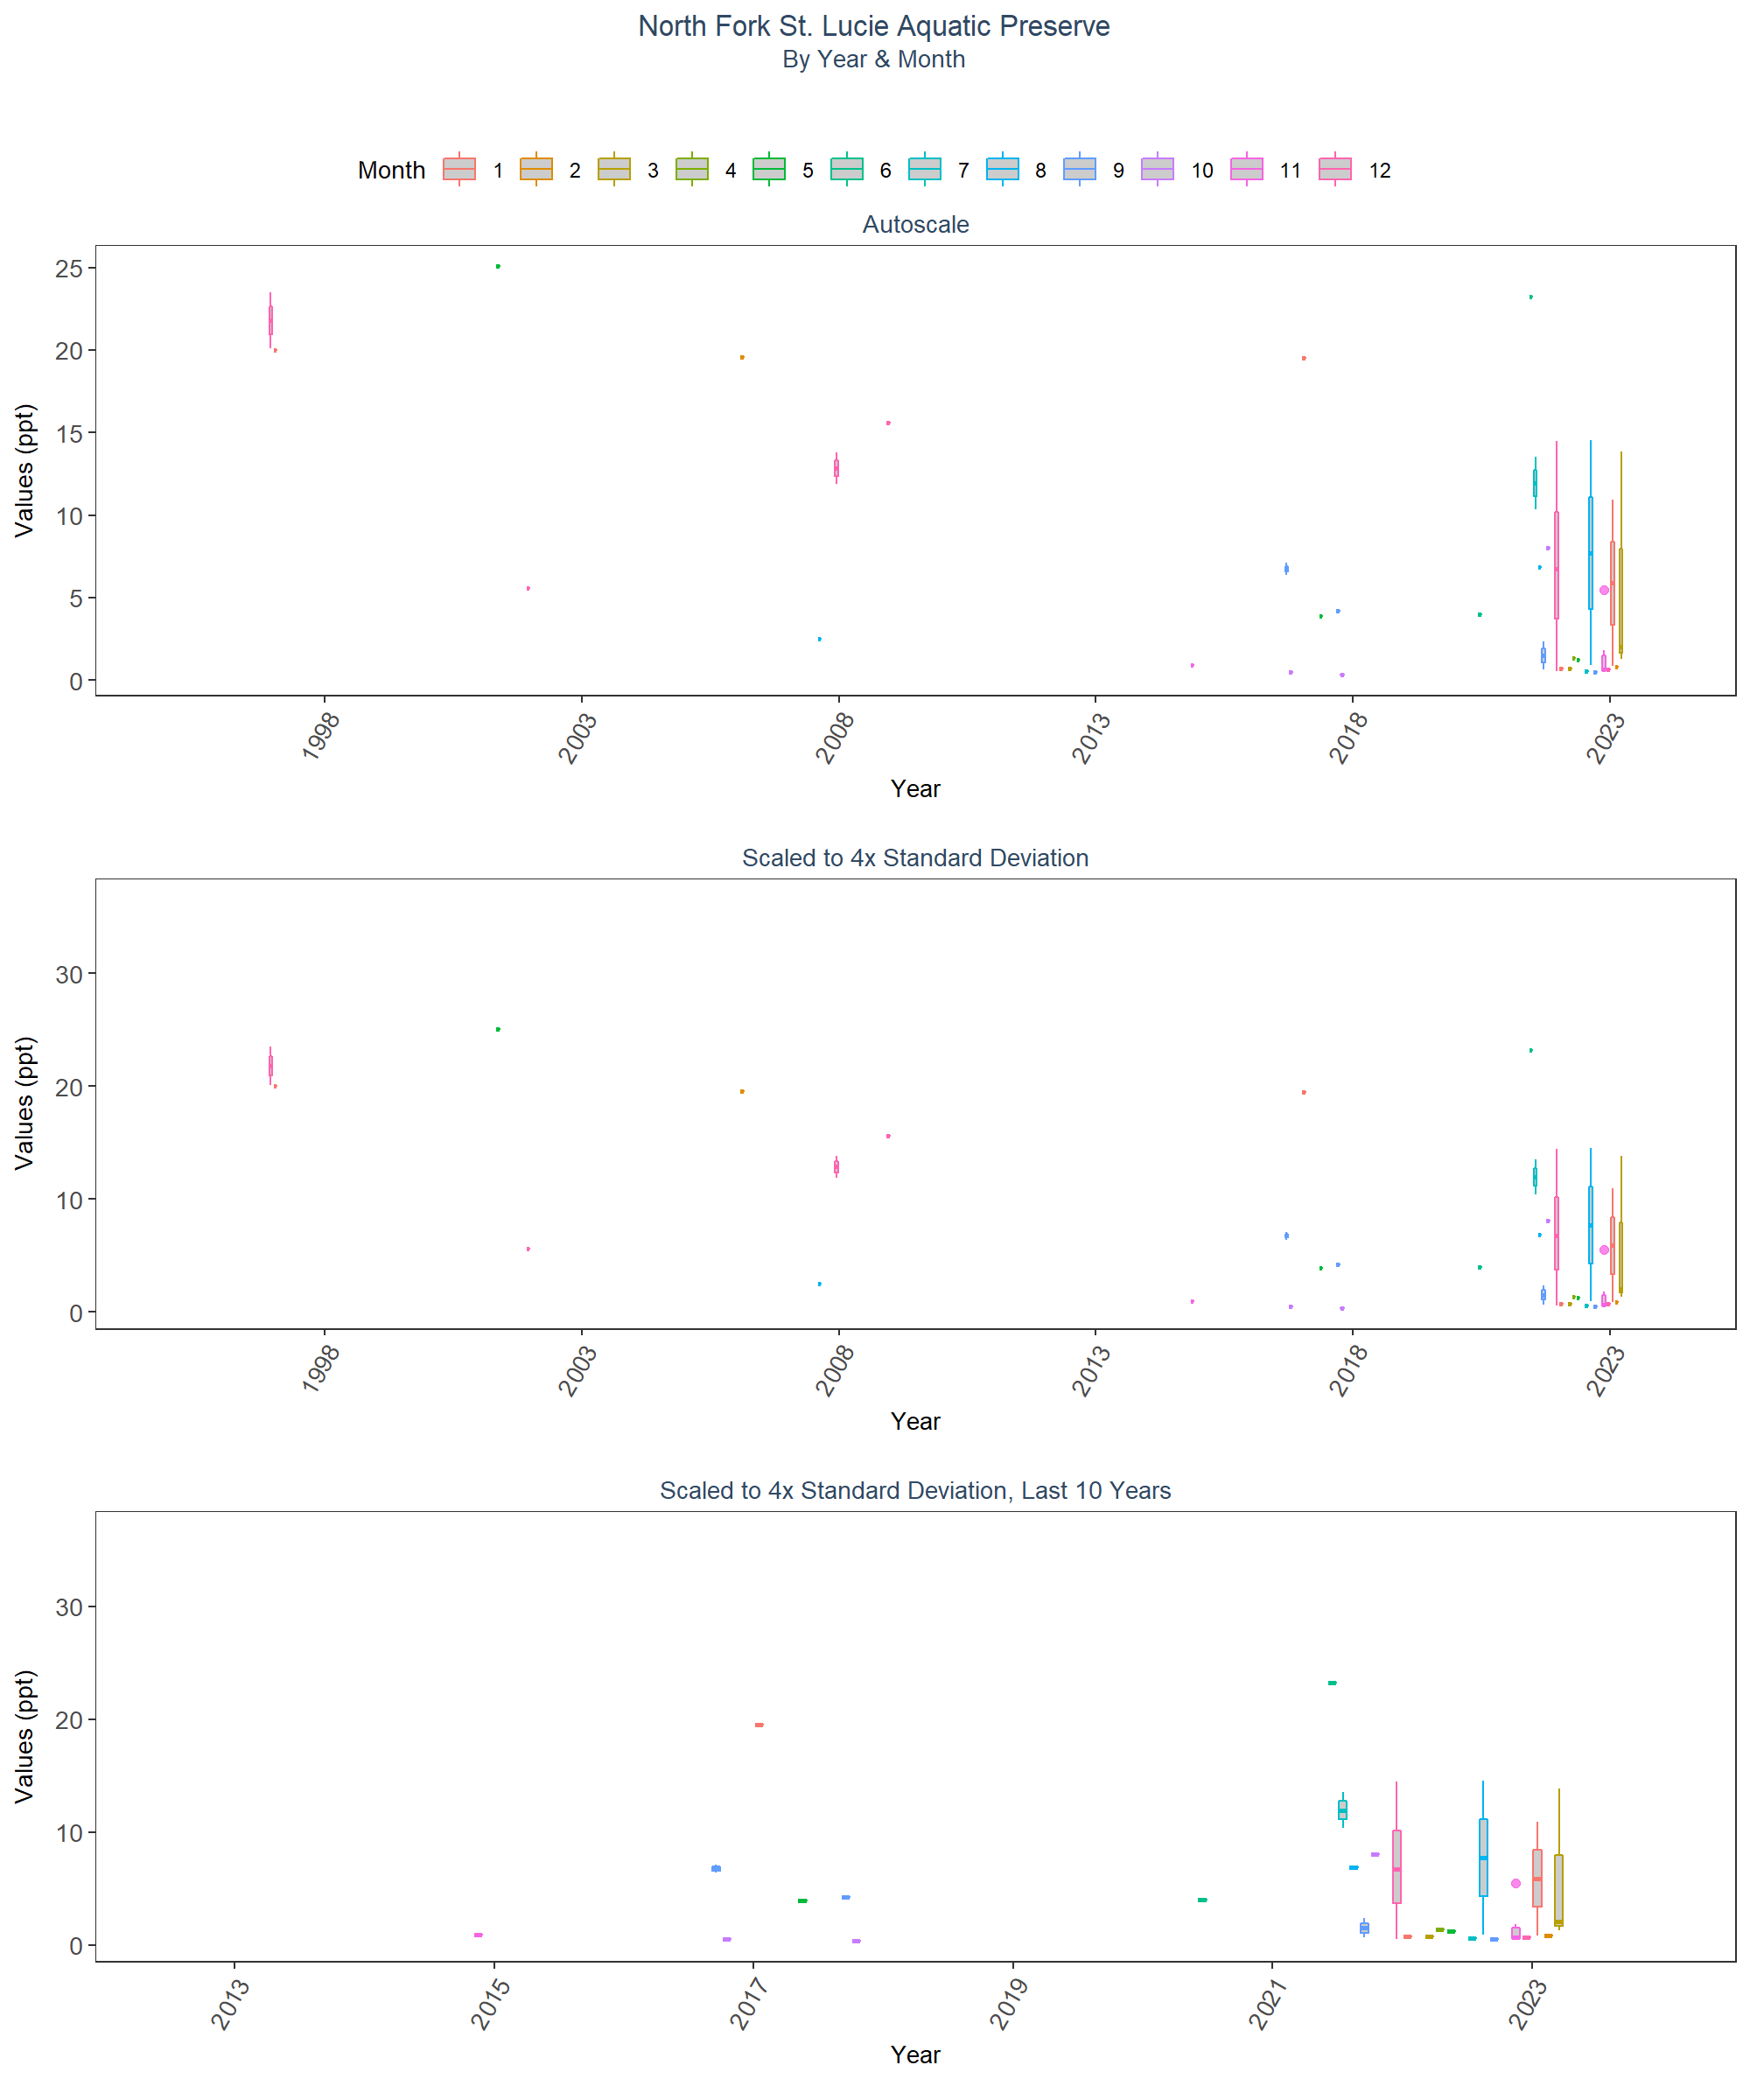 North Fork St. Lucie Aquatic Preserve
By Year & Month
Month 1 2 3 4 5 6 7 8 9 10 11 12
Autoscale
Values (ppt)
25
20
15
10
5
0
1998 2003 2008 2013 2018 2023
Year
Scaled to 4x Standard Deviation
Values (ppt)
30
20
10
0
1998 2003 2008 2013 2018 2023
Year
Scaled to 4x Standard Deviation, Last 10 Years
Values (ppt)
30
20
10
0
2013 2015 2017 2019 2021 2023
Year